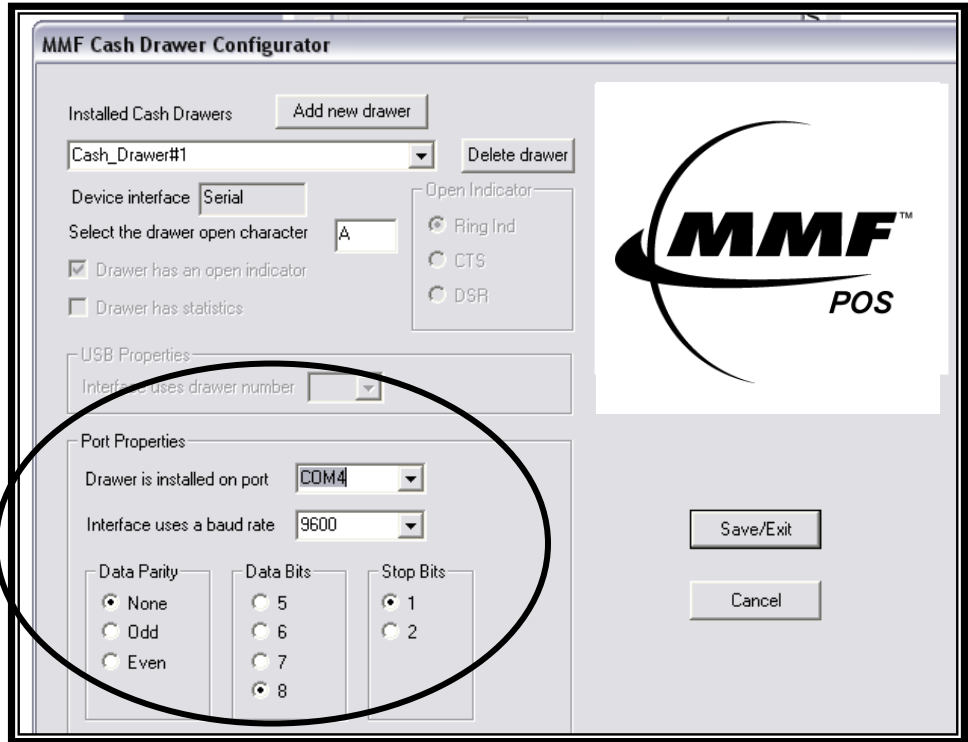 MMF Cash Drawer Configurator
Installed Cash Drawers
Add new drawer
Cash_Drawer#1
Delete drawer
Device interface
Serial
Select the drawer open character
A
Drawer has an open indicator
Drawer has statistics
Open Indicator
Ring Ind
CTS
DSR
MMF™
POS
USB Properties
Interface uses drawer number
Port Properties
Drawer is installed on port
COM4
Interface uses a baud rate
9600
Data Parity
None
Odd
Even
Data Bits
5
6
7
8
Stop Bits
1
2
Save/Exit
Cancel